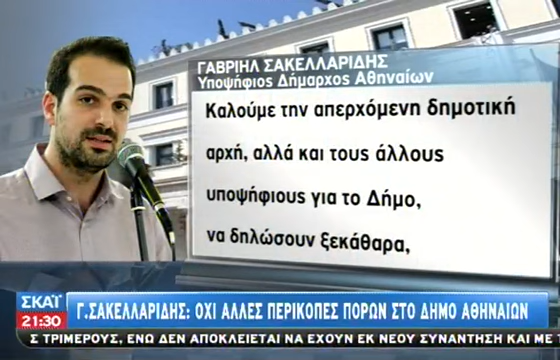 ΓΑΒΡΙΗΛ ΣΑΚΕΛΛΑΡΙΔΗΣ
Υποψήφιος Δήμαρχος Αθηναίων
Καλούμε την απερχόμενη δημοτική
αρχή, αλλά και τους άλλους
υποψήφιους για το Δήμο,
να δηλώσουν ξεκάθαρα,
ΣΚΑΪ
21:30
Γ.ΣΑΚΕΛΛΑΡΙΔΗΣ: ΟΧΙ ΑΛΛΕΣ ΠΕΡΙΚΟΠΕΣ ΠΟΡΩΝ ΣΤΟ ΔΗΜΟ ΑΘΗΝΑΙΩΝ
Σ ΤΡΙΜΕΡΟΥΣ, ΕΝΩ ΔΕΝ ΑΠΟΚΛΕΙΕΤΑΙ ΝΑ ΕΧΟΥΝ ΕΚ ΝΕΟΥ ΣΥΝΑΝΤΗΣΗ ΚΑΙ ΜΕ